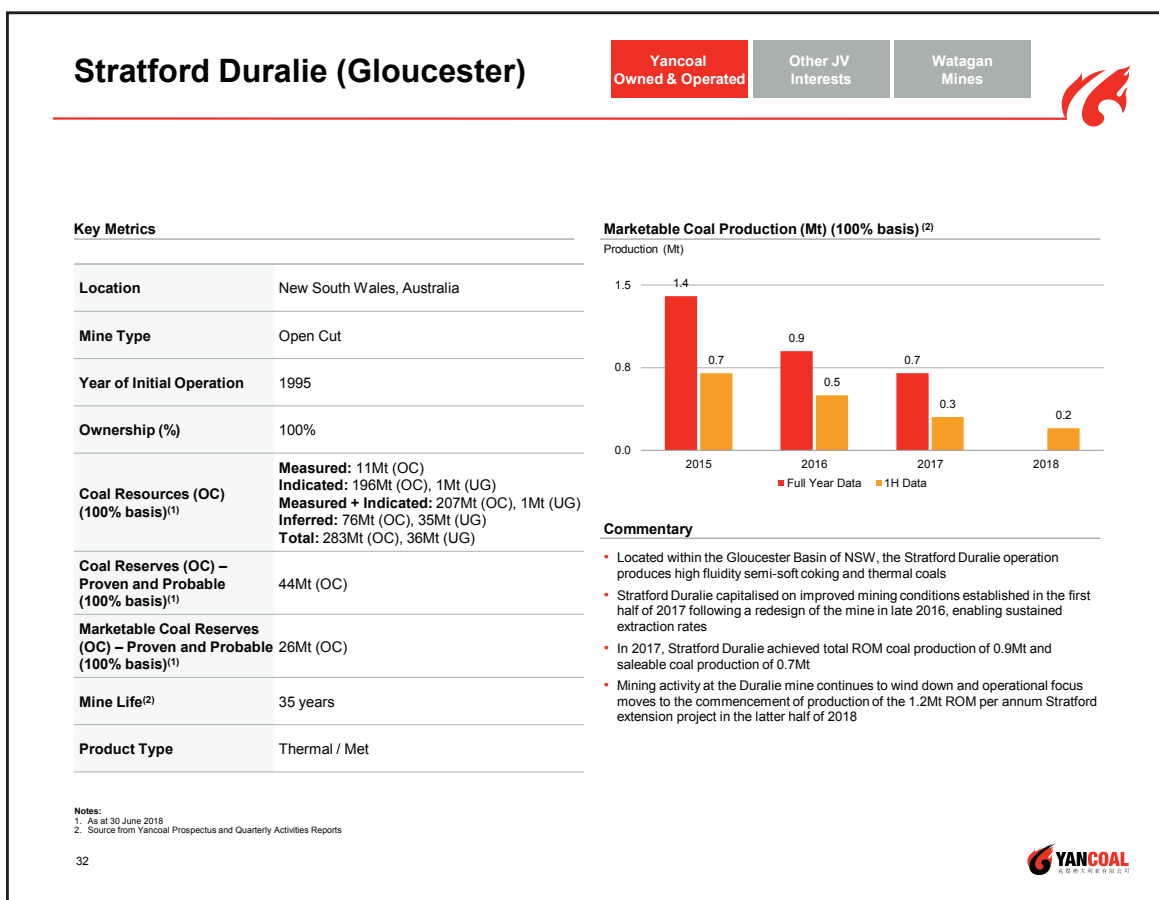 Stratford Duralie (Gloucester)
Yancoal
Owned & Operated
Other JV
Interests
Watagan
Mines
Key Metrics
Location
New South Wales, Australia
Mine Type
Open Cut
Year of Initial Operation
1995
Ownership (%)
100%
Coal Resources (OC)
(100% basis)(1)
Measured: 11Mt (OC)
Indicated: 196Mt (OC), 1Mt (UG)
Measured + Indicated: 207Mt (OC), 1Mt (UG)
Inferred: 76Mt (OC), 35Mt (UG)
Total: 283Mt (OC), 36Mt (UG)
Coal Reserves (OC) –
Proven and Probable
(100% basis)(1)
44Mt (OC)
Marketable Coal Reserves
(OC) – Proven and Probable
(100% basis)(1)
26Mt (OC)
Mine Life(2)
35 years
Product Type
Thermal / Met
Marketable Coal Production (Mt) (100% basis) (2)
Production (Mt)
1.5
0.8
0.0
1.4
0.7
0.9
0.5
0.7
0.3
0.2
2015
2016
2017
2018
Full Year Data
1H Data
Commentary
• Located within the Gloucester Basin of NSW, the Stratford Duralie operation
produces high fluidity semi-soft coking and thermal coals
• Stratford Duralie capitalised on improved mining conditions established in the first
half of 2017 following a redesign of the mine in late 2016, enabling sustained
extraction rates
• In 2017, Stratford Duralie achieved total ROM coal production of 0.9Mt and
saleable coal production of 0.7Mt
• Mining activity at the Duralie mine continues to wind down and operational focus
moves to the commencement of production of the 1.2Mt ROM per annum Stratford
extension project in the latter half of 2018
Notes:
1. As at 30 June 2018
2. Source from Yancoal Prospectus and Quarterly Activities Reports
32
YANCOAL
兖煤澳大利亚有限公司